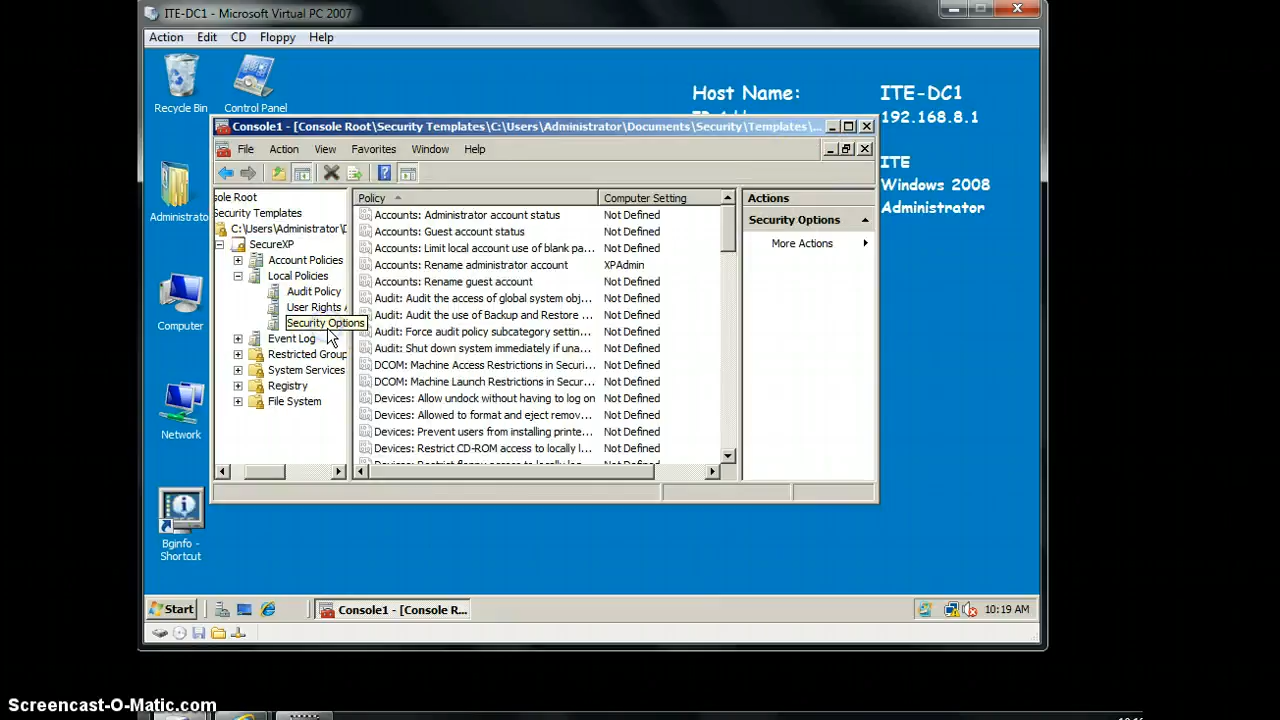 ITE-DC1 - Microsoft Virtual PC 2007
Action Edit CD Floppy Help
Recycle Bin
Control Panel
Host Name: ITE-DC1
192.168.8.1
ITE
Windows 2008
Administrator
Administrato
Computer
Network
Bginfo -
Shortcut
Console1 - [Console Root\Security Templates\C:\Users\Administrator\Documents\Security\Templates\...
File Action View Favorites Window Help
sole Root
Security Templates
C:\Users\Administrator\D
SecureXP
Account Policies
Local Policies
Audit Policy
User Rights A
Security Options
Event Log
Restricted Group
System Services
Registry
File System
Policy Computer Setting
Accounts: Administrator account status Not Defined
Accounts: Guest account status Not Defined
Accounts: Limit local account use of blank pa... Not Defined
Accounts: Rename administrator account XPAdmin
Accounts: Rename guest account Not Defined
Audit: Audit the access of global system obj... Not Defined
Audit: Audit the use of Backup and Restore ... Not Defined
Audit: Force audit policy subcategory settin... Not Defined
Audit: Shut down system immediately if una... Not Defined
DCOM: Machine Access Restrictions in Securi... Not Defined
DCOM: Machine Launch Restrictions in Secur... Not Defined
Devices: Allow undock without having to log on Not Defined
Devices: Allowed to format and eject remov... Not Defined
Devices: Prevent users from installing printe... Not Defined
Devices: Restrict CD-ROM access to locally l... Not Defined
Actions
Security Options
More Actions
Start
Console1 - [Console R...
10:19 AM
Screencast-O-Matic.com